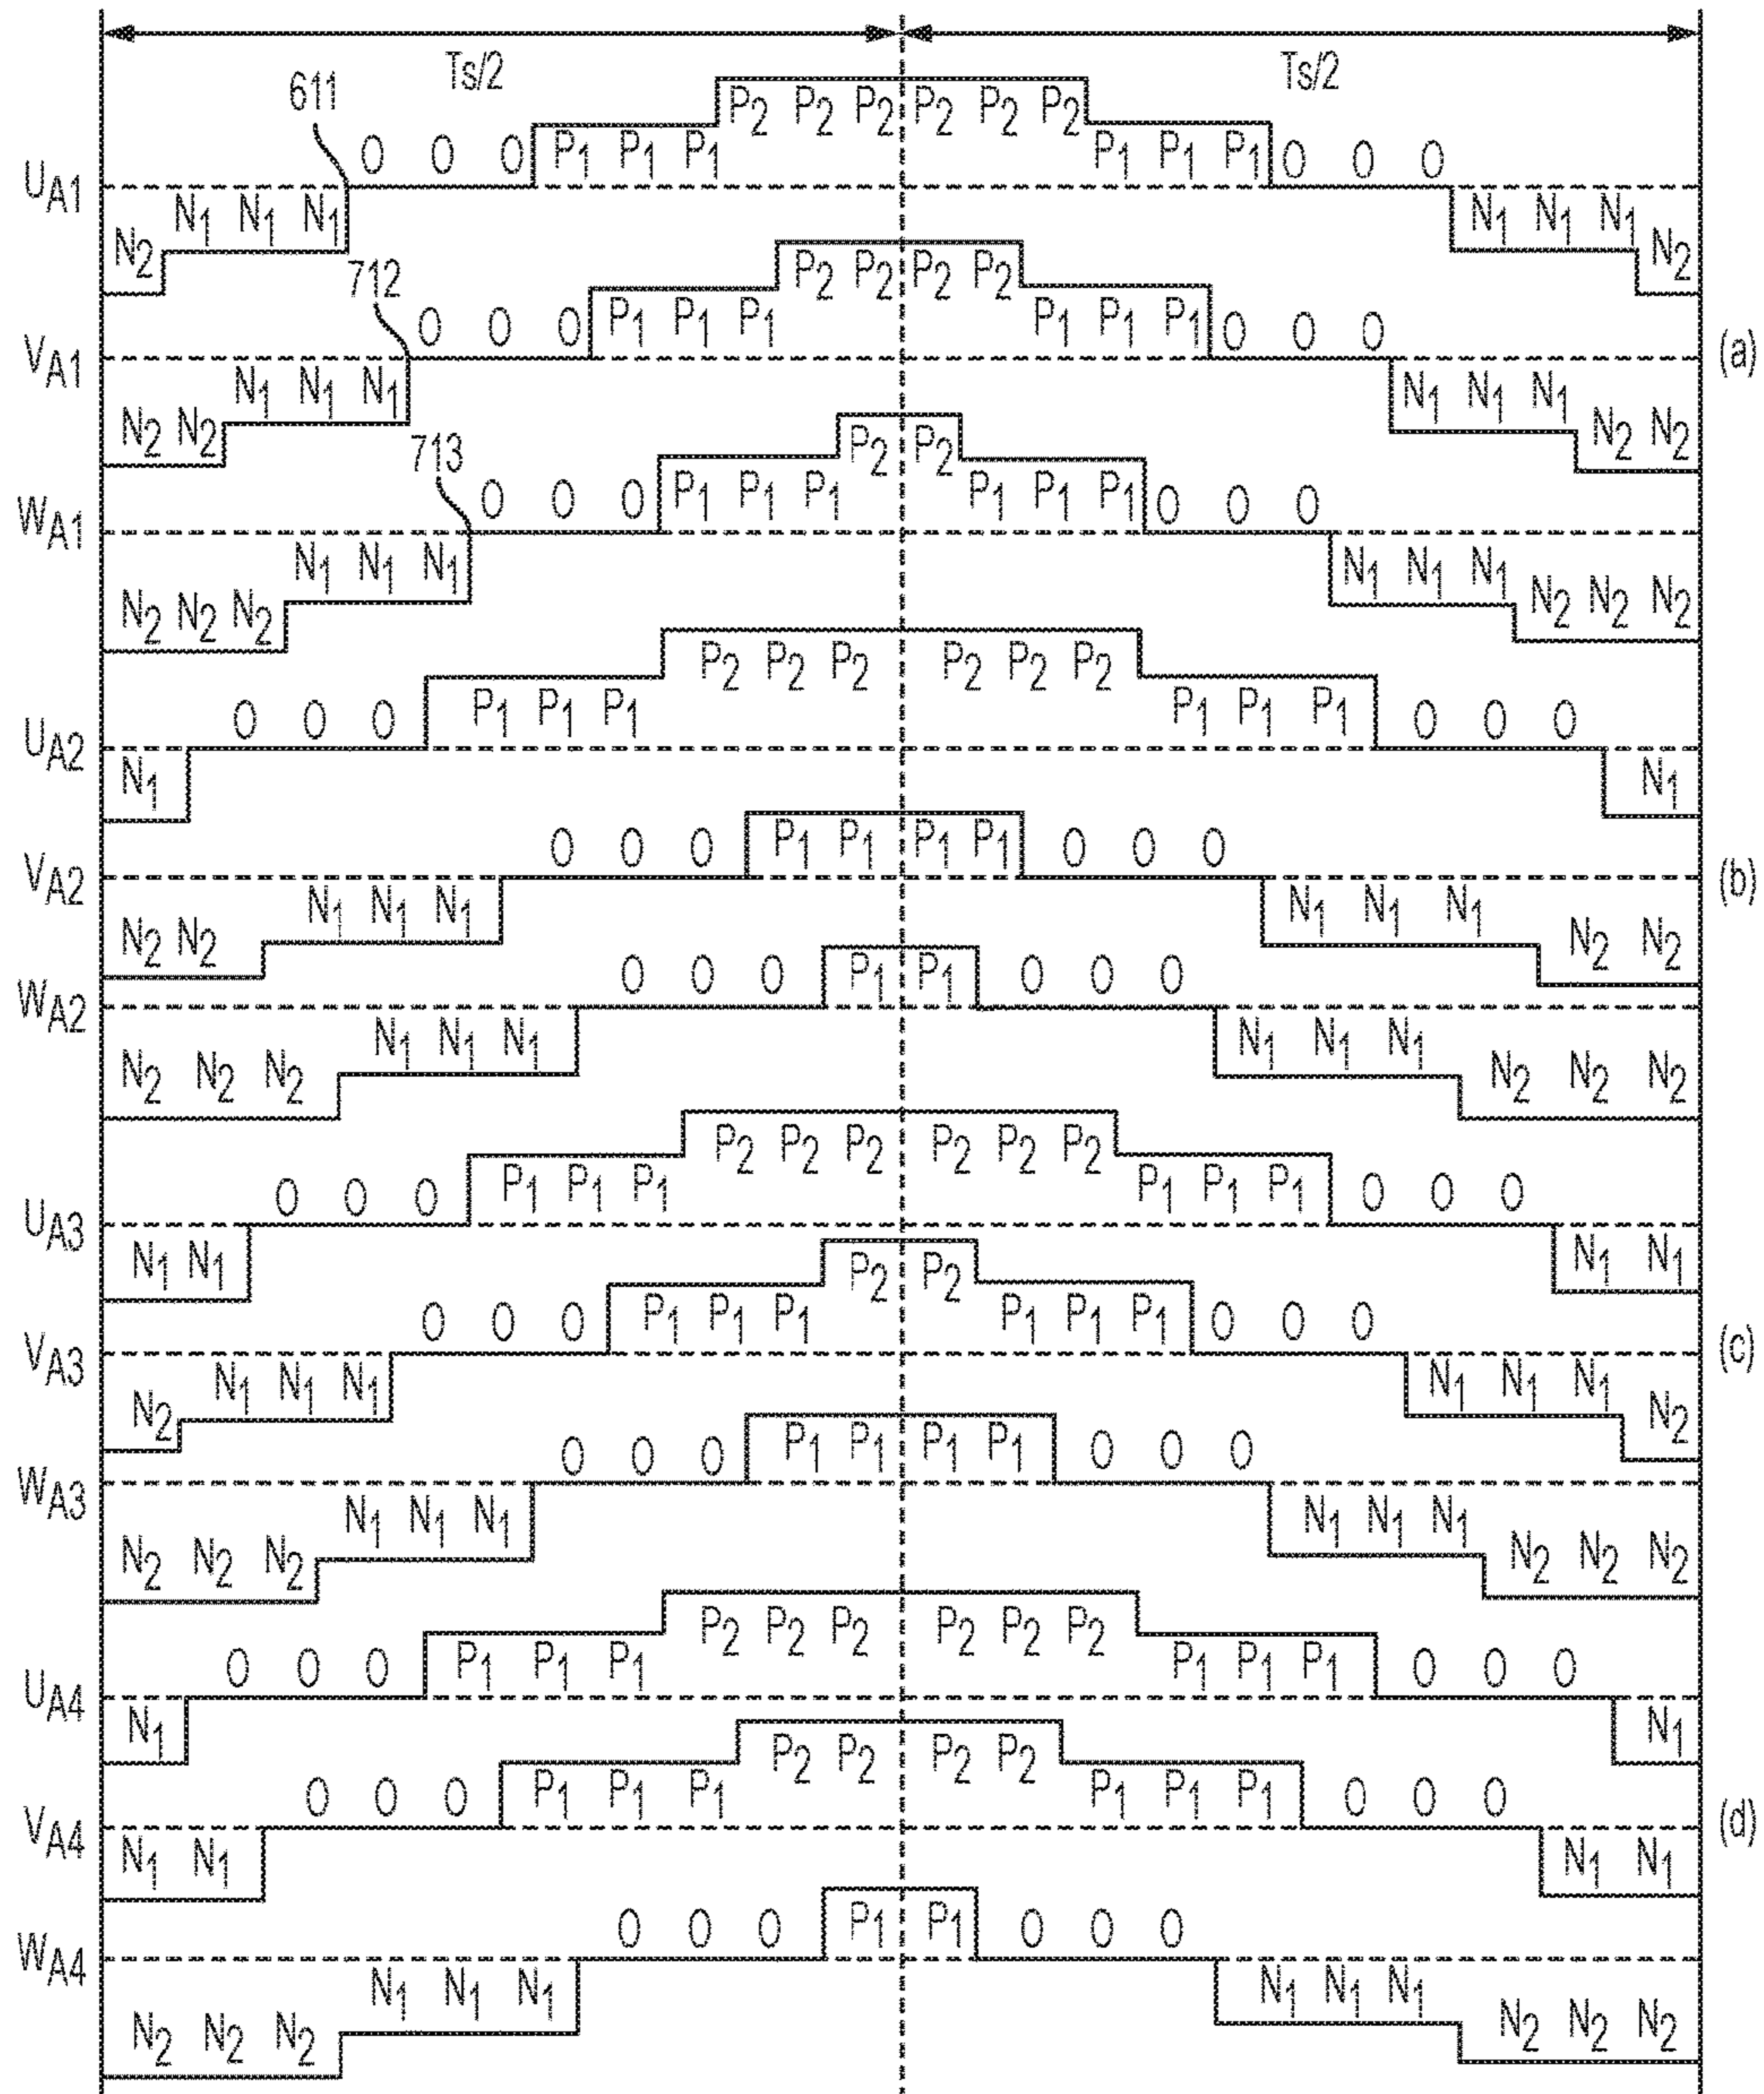 Ts/2 Ts/2
611
P2 P2 P2 P2 P2 P2
0 0 0 P1 P1 P1 P1 P1 P1 0 0 0
UA1
N2 N1 N1 N1 N1 N1 N1 N2
712
P2 P2 P2 P2
0 0 0 P1 P1 P1 P1 P1 P1 0 0 0
VA1 (a)
N2 N2 N1 N1 N1 N1 N1 N1 N2 N2
713
P2 P2
0 0 0 P1 P1 P1 P1 P1 P1 0 0 0
WA1
N2 N2 N2 N1 N1 N1 N1 N1 N1 N2 N2 N2
P2 P2 P2 P2 P2 P2
0 0 0 P1 P1 P1 P1 P1 P1 0 0 0
UA2
N1 N1
0 0 0 P1 P1 P1 P1 0 0 0
VA2 (b)
N2 N2 N1 N1 N1 N1 N1 N1 N2 N2
0 0 0 P1 P1 0 0 0
WA2
N2 N2 N2 N1 N1 N1 N1 N1 N1 N2 N2 N2
P2 P2 P2 P2 P2 P2
0 0 0 P1 P1 P1 P1 P1 P1 0 0 0
UA3
N1 N1 N1 N1
P2 P2
0 0 0 P1 P1 P1 P1 P1 P1 0 0 0
VA3 (c)
N2 N1 N1 N1 N1 N1 N1 N2
0 0 0 P1 P1 P1 P1 0 0 0
WA3
N2 N2 N2 N1 N1 N1 N1 N1 N1 N2 N2 N2
P2 P2 P2 P2 P2 P2
0 0 0 P1 P1 P1 P1 P1 P1 0 0 0
UA4
N1 N1
P2 P2 P2 P2
0 0 0 P1 P1 P1 P1 P1 P1 0 0 0
VA4 (d)
N1 N1 N1 N1
0 0 0 P1 P1 0 0 0
WA4
N2 N2 N2 N1 N1 N1 N1 N1 N1 N2 N2 N2